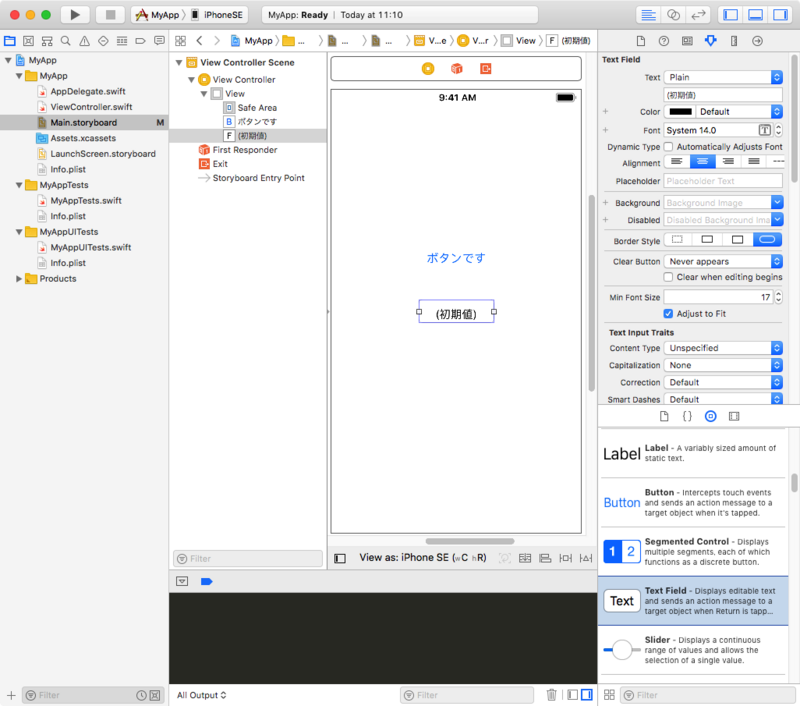 MyApp 〉 iPhoneSE
MyApp: Ready | Today at 11:10
MyApp 〉 ... 〉 ... 〉 ... 〉 V...e 〉 V...r 〉 View 〉 F (初期値)
MyApp
MyApp
AppDelegate.swift
ViewController.swift
Main.storyboard M
Assets.xcassets
LaunchScreen.storyboard
Info.plist
MyAppTests
MyAppTests.swift
Info.plist
MyAppUITests
MyAppUITests.swift
Info.plist
Products
Filter
View Controller Scene
View Controller
View
Safe Area
B ボタンです
F (初期値)
First Responder
Exit
Storyboard Entry Point
Filter
9:41 AM
ボタンです
(初期値)
View as: iPhone SE (wC hR)
All Output
Filter
Text Field
Text Plain
(初期値)
+ Color Default
+ Font System 14.0 T
Dynamic Type Automatically Adjusts Font
Alignment
Placeholder Placeholder Text
+ Background Background Image
+ Disabled Disabled Background Ima
Border Style
Clear Button Never appears
Clear when editing begins
Min Font Size 17
Adjust to Fit
Text Input Traits
Content Type Unspecified
Capitalization None
Correction Default
Smart Dashes Default
{ }
Label
Label - A variably sized amount of
static text.
Button
Button - Intercepts touch events
and sends an action message to a
target object when it's tapped.
1 2
Segmented Control - Displays
multiple segments, each of which
functions as a discrete button.
Text
Text Field - Displays editable text
and sends an action message to a
target object when Return is tapp...
Slider - Displays a continuous
range of values and allows the
selection of a single value.
Filter